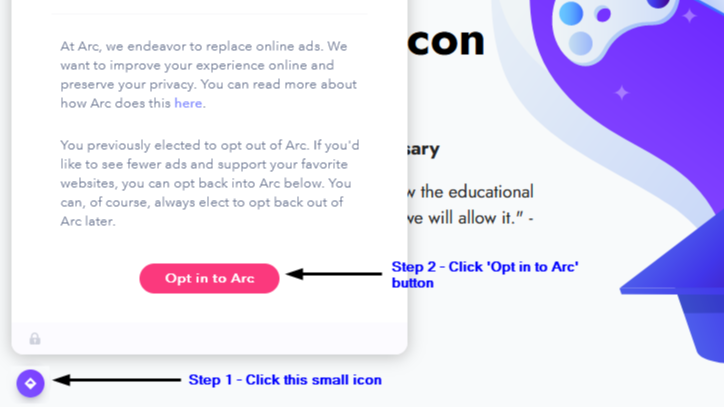 con
At Arc, we endeavor to replace online ads. We
want to improve your experience online and
preserve your privacy. You can read more about
how Arc does this here.
You previously elected to opt out of Arc. If you'd
like to see fewer ads and support your favorite
websites, you can opt back into Arc below. You
can, of course, always elect to opt back out of
Arc later.
sary
w the educational
we will allow it." -
Opt in to Arc
Step 2 - Click 'Opt in to Arc'
button
Step 1 - Click this small icon